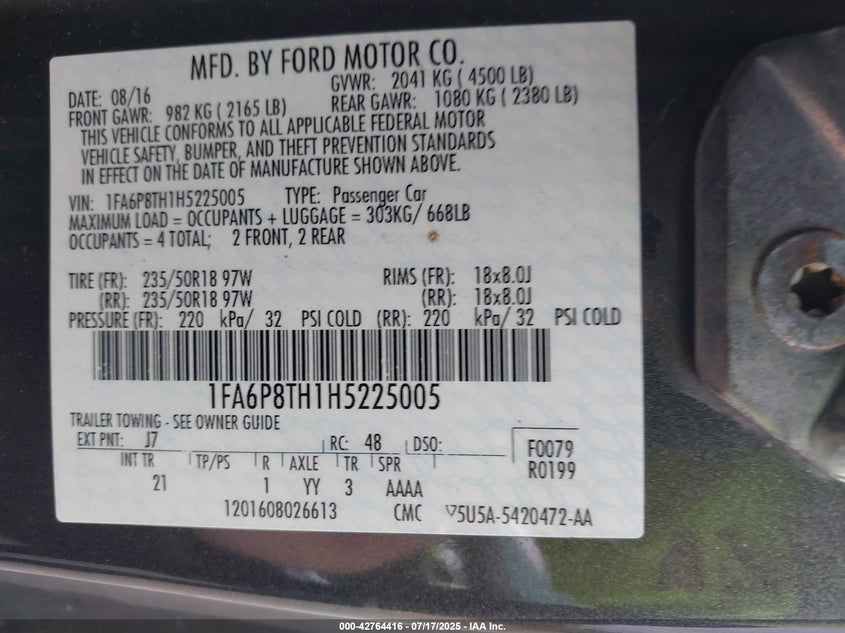 MFD. BY FORD MOTOR CO.
DATE: 08/16 GVWR: 2041 KG ( 4500 LB)
FRONT GAWR: 982 KG ( 2165 LB) REAR GAWR: 1080 KG ( 2380 LB)
THIS VEHICLE CONFORMS TO ALL APPLICABLE FEDERAL MOTOR
VEHICLE SAFETY, BUMPER, AND THEFT PREVENTION STANDARDS
IN EFFECT ON THE DATE OF MANUFACTURE SHOWN ABOVE.
VIN: 1FA6P8TH1H5225005 TYPE: Passenger Car
MAXIMUM LOAD = OCCUPANTS + LUGGAGE = 303KG/ 668LB
OCCUPANTS = 4 TOTAL; 2 FRONT, 2 REAR
TIRE (FR): 235/50R18 97W RIMS (FR): 18x8.0J
(RR): 235/50R18 97W (RR): 18x8.0J
PRESSURE (FR): 220 kPa/ 32 PSI COLD (RR): 220 kPa/ 32 PSI COLD
1FA6P8TH1H5225005
TRAILER TOWING - SEE OWNER GUIDE
EXT PNT: J7 RC: 48 DSO: F0079
INT TR TP/PS R AXLE TR SPR R0199
21 1 YY 3 AAAA
1201608026613 CMC 5U5A-5420472-AA
000-42764416 - 07/17/2025 - IAA Inc.